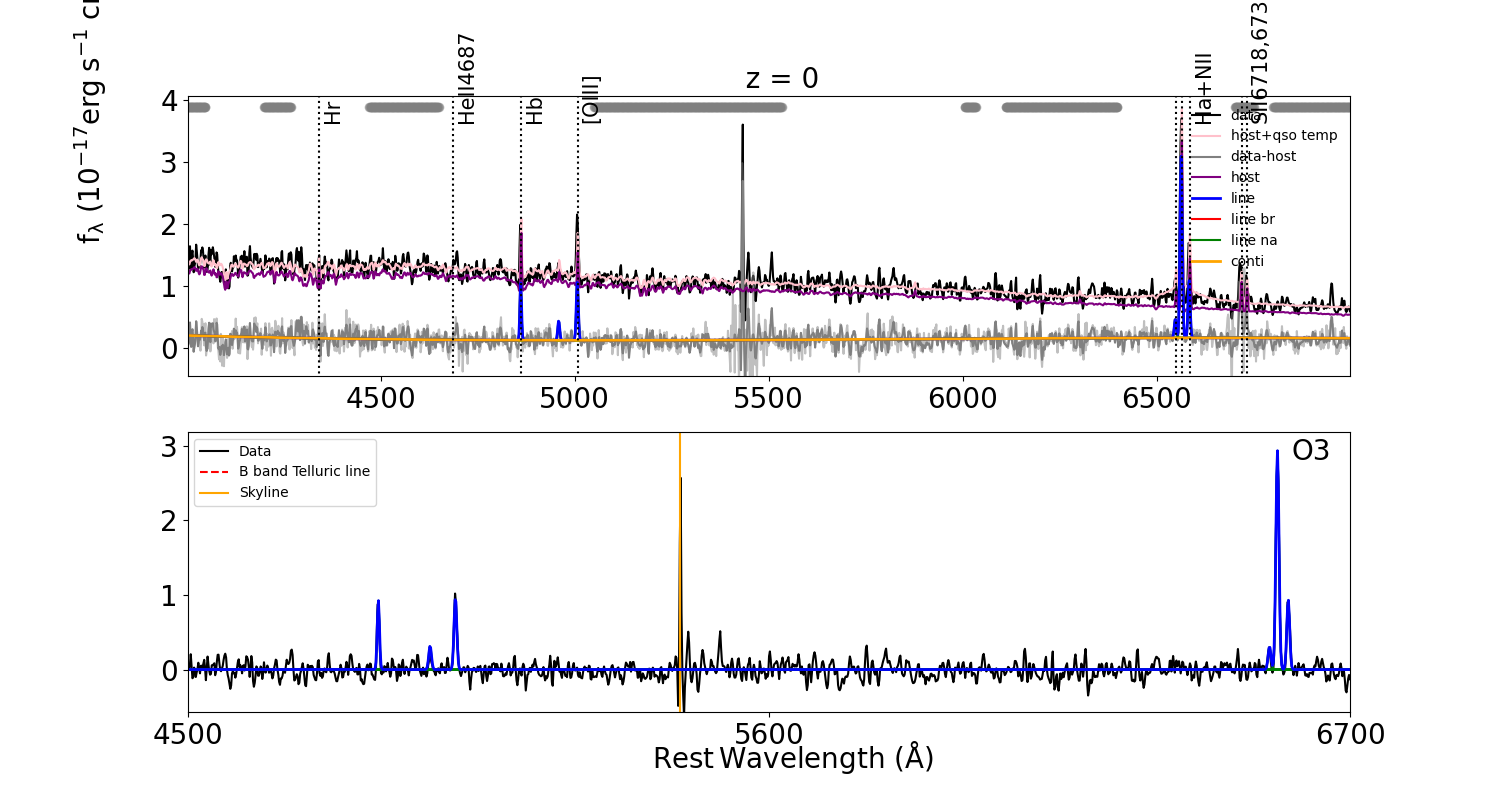 z = 0
f_λ (10^−17 erg s^−1
Hr
HeII4687
Hb
[OIII]
Ha+NII
SII6718,673
data
host+qso temp
data-host
host
line
line br
line na
conti
4
3
2
1
0
4500
5000
5500
6000
6500
Data
B band Telluric line
Skyline
O3
3
2
1
0
4500
5600
6700
Rest Wavelength (Å)